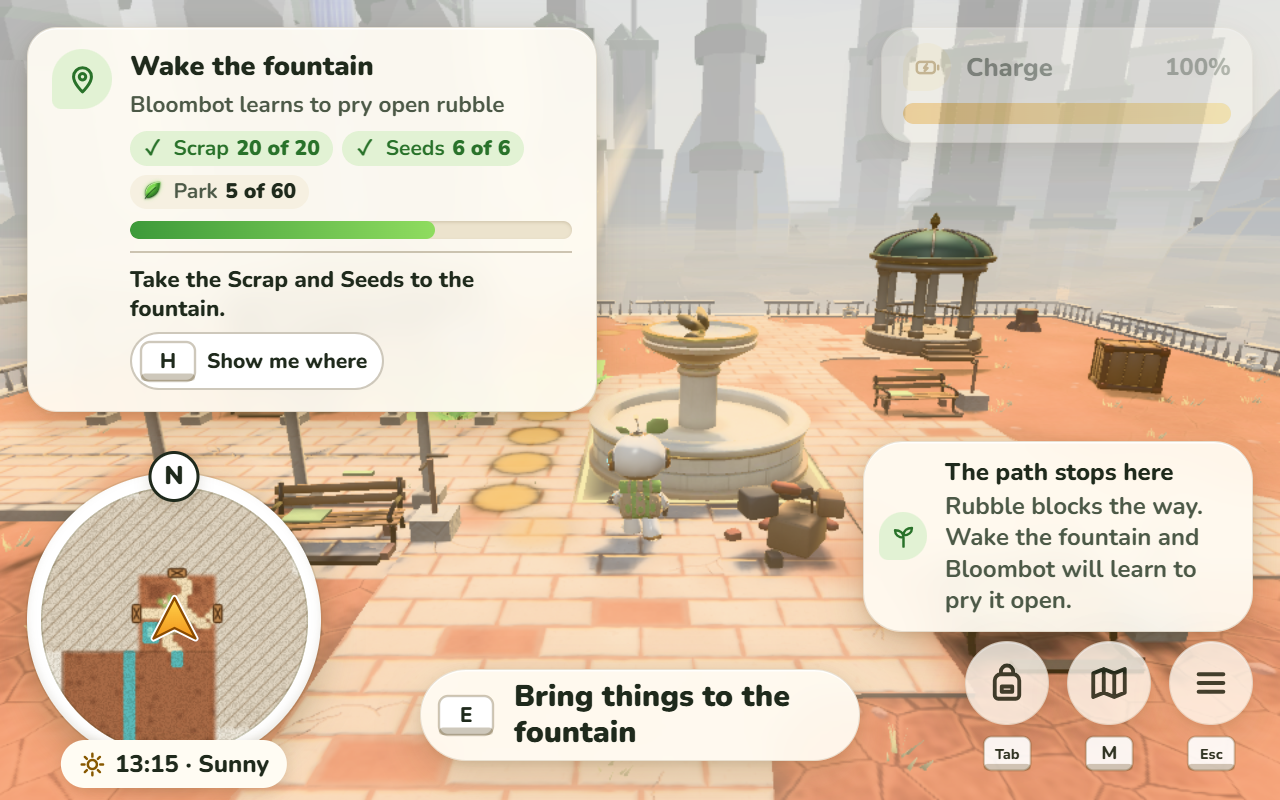 Wake the fountain
Bloombot learns to pry open rubble
Scrap 20 of 20
Seeds 6 of 6
Park 5 of 60
Take the Scrap and Seeds to the
fountain.
H Show me where
Charge 100%
N
The path stops here
Rubble blocks the way.
Wake the fountain and
Bloombot will learn to
pry it open.
E
Bring things to the
fountain
13:15 · Sunny
Tab
M
Esc